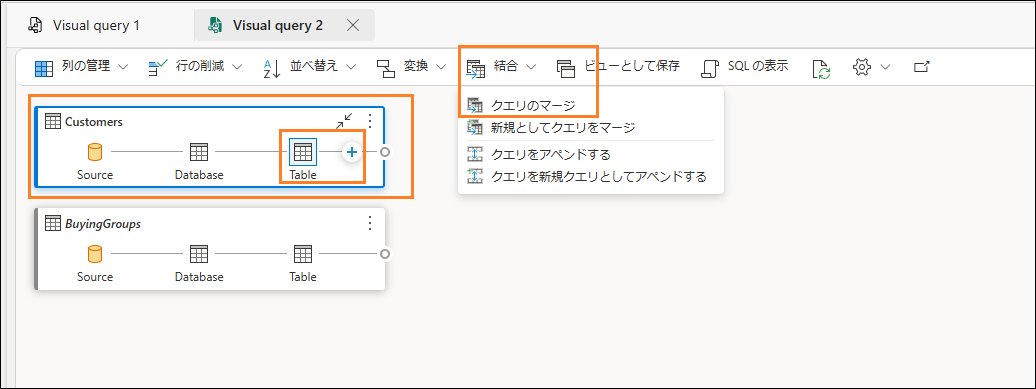 Visual query 1
Visual query 2
列の管理
行の削減
並べ替え
変換
結合
ビューとして保存
SQL の表示
クエリのマージ
新規としてクエリをマージ
クエリをアペンドする
クエリを新規クエリとしてアペンドする
Customers
Source
Database
Table
BuyingGroups
Source
Database
Table